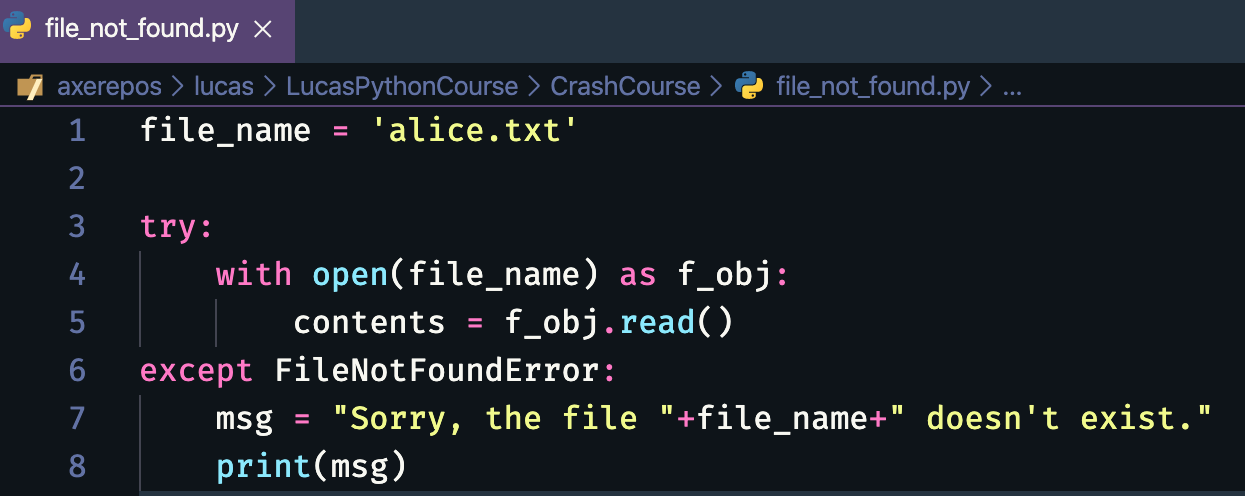 file_not_found.py ×
axerepos > lucas > LucasPythonCourse > CrashCourse > file_not_found.py > ...
1 file_name = 'alice.txt'
2
3 try:
4     with open(file_name) as f_obj:
5         contents = f_obj.read()
6 except FileNotFoundError:
7     msg = "Sorry, the file "+file_name+" doesn't exist."
8     print(msg)